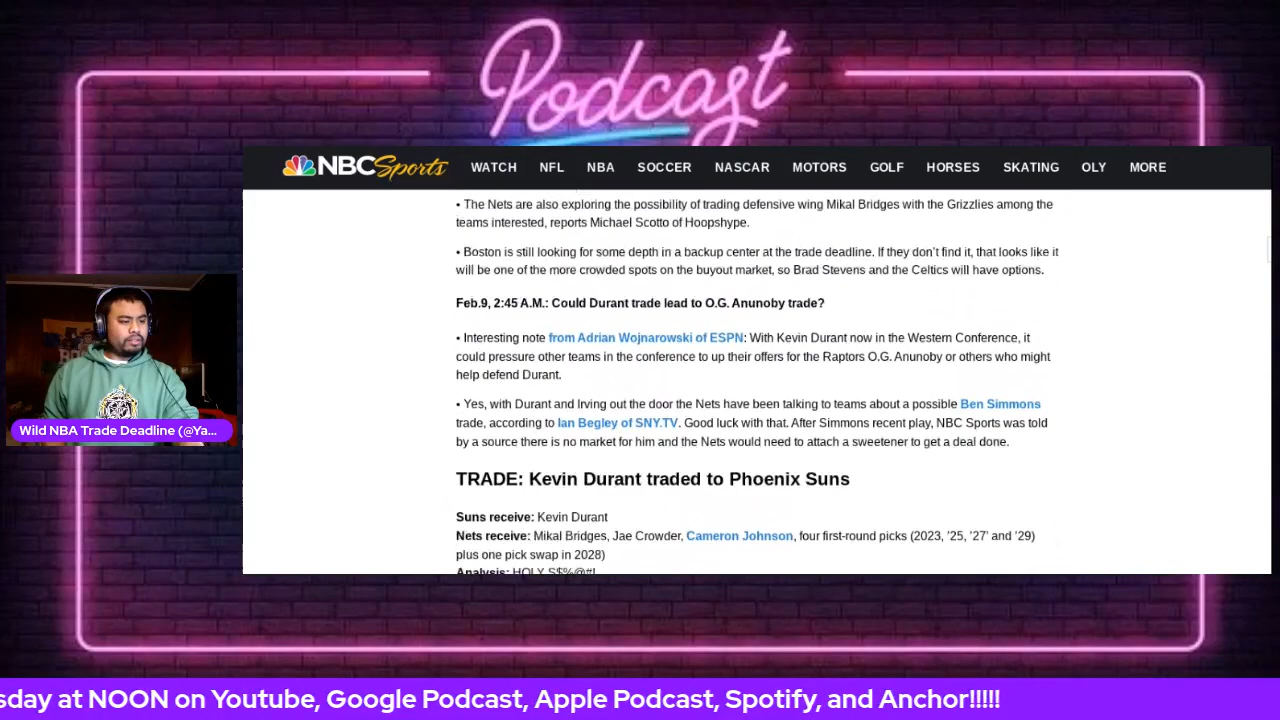 Podcast
NBC Sports WATCH NFL NBA SOCCER NASCAR MOTORS GOLF HORSES SKATING OLY MORE
• The Nets are also exploring the possibility of trading defensive wing Mikal Bridges with the Grizzlies among the
teams interested, reports Michael Scotto of Hoopshype.
• Boston is still looking for some depth in a backup center at the trade deadline. If they don’t find it, that looks like it
will be one of the more crowded spots on the buyout market, so Brad Stevens and the Celtics will have options.
Feb.9, 2:45 A.M.: Could Durant trade lead to O.G. Anunoby trade?
• Interesting note from Adrian Wojnarowski of ESPN: With Kevin Durant now in the Western Conference, it
could pressure other teams in the conference to up their offers for the Raptors O.G. Anunoby or others who might
help defend Durant.
• Yes, with Durant and Irving out the door the Nets have been talking to teams about a possible Ben Simmons
trade, according to Ian Begley of SNY.TV. Good luck with that. After Simmons recent play, NBC Sports was told
by a source there is no market for him and the Nets would need to attach a sweetener to get a deal done.
TRADE: Kevin Durant traded to Phoenix Suns
Suns receive: Kevin Durant
Nets receive: Mikal Bridges, Jae Crowder, Cameron Johnson, four first-round picks (2023, ’25, ’27’ and ’29)
plus one pick swap in 2028)
Analysis: HOLY S$%@#!
Wild NBA Trade Deadline (@Ya...
sday at NOON on Youtube, Google Podcast, Apple Podcast, Spotify, and Anchor!!!!!